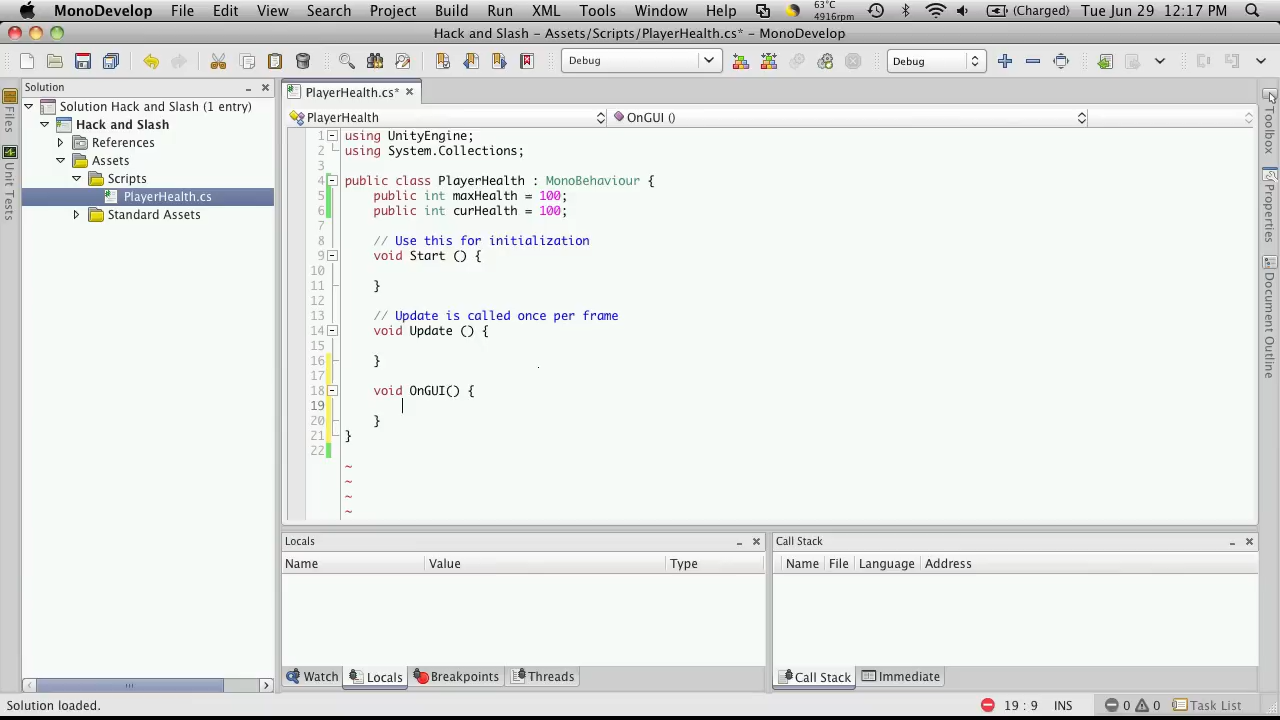 MonoDevelop File Edit View Search Project Build Run XML Tools Window Help 63°C 4916rpm (Charged) Tue Jun 29 12:17 PM
Hack and Slash – Assets/Scripts/PlayerHealth.cs* – MonoDevelop
Debug Debug
Files
Unit Tests
Solution
Solution Hack and Slash (1 entry)
Hack and Slash
References
Assets
Scripts
PlayerHealth.cs
Standard Assets
PlayerHealth.cs*
PlayerHealth OnGUI ()
1 using UnityEngine;
2 using System.Collections;
3
4 public class PlayerHealth : MonoBehaviour {
5 public int maxHealth = 100;
6 public int curHealth = 100;
7
8 // Use this for initialization
9 void Start () {
10
11 }
12
13 // Update is called once per frame
14 void Update () {
15
16 }
17
18 void OnGUI() {
19
20 }
21 }
22
~
~
~
~
Toolbox
Properties
Document Outline
Locals
Name Value Type
Watch Locals Breakpoints Threads
Call Stack
Name File Language Address
Call Stack Immediate
Solution loaded. 19 : 9 INS 0 0 Task List